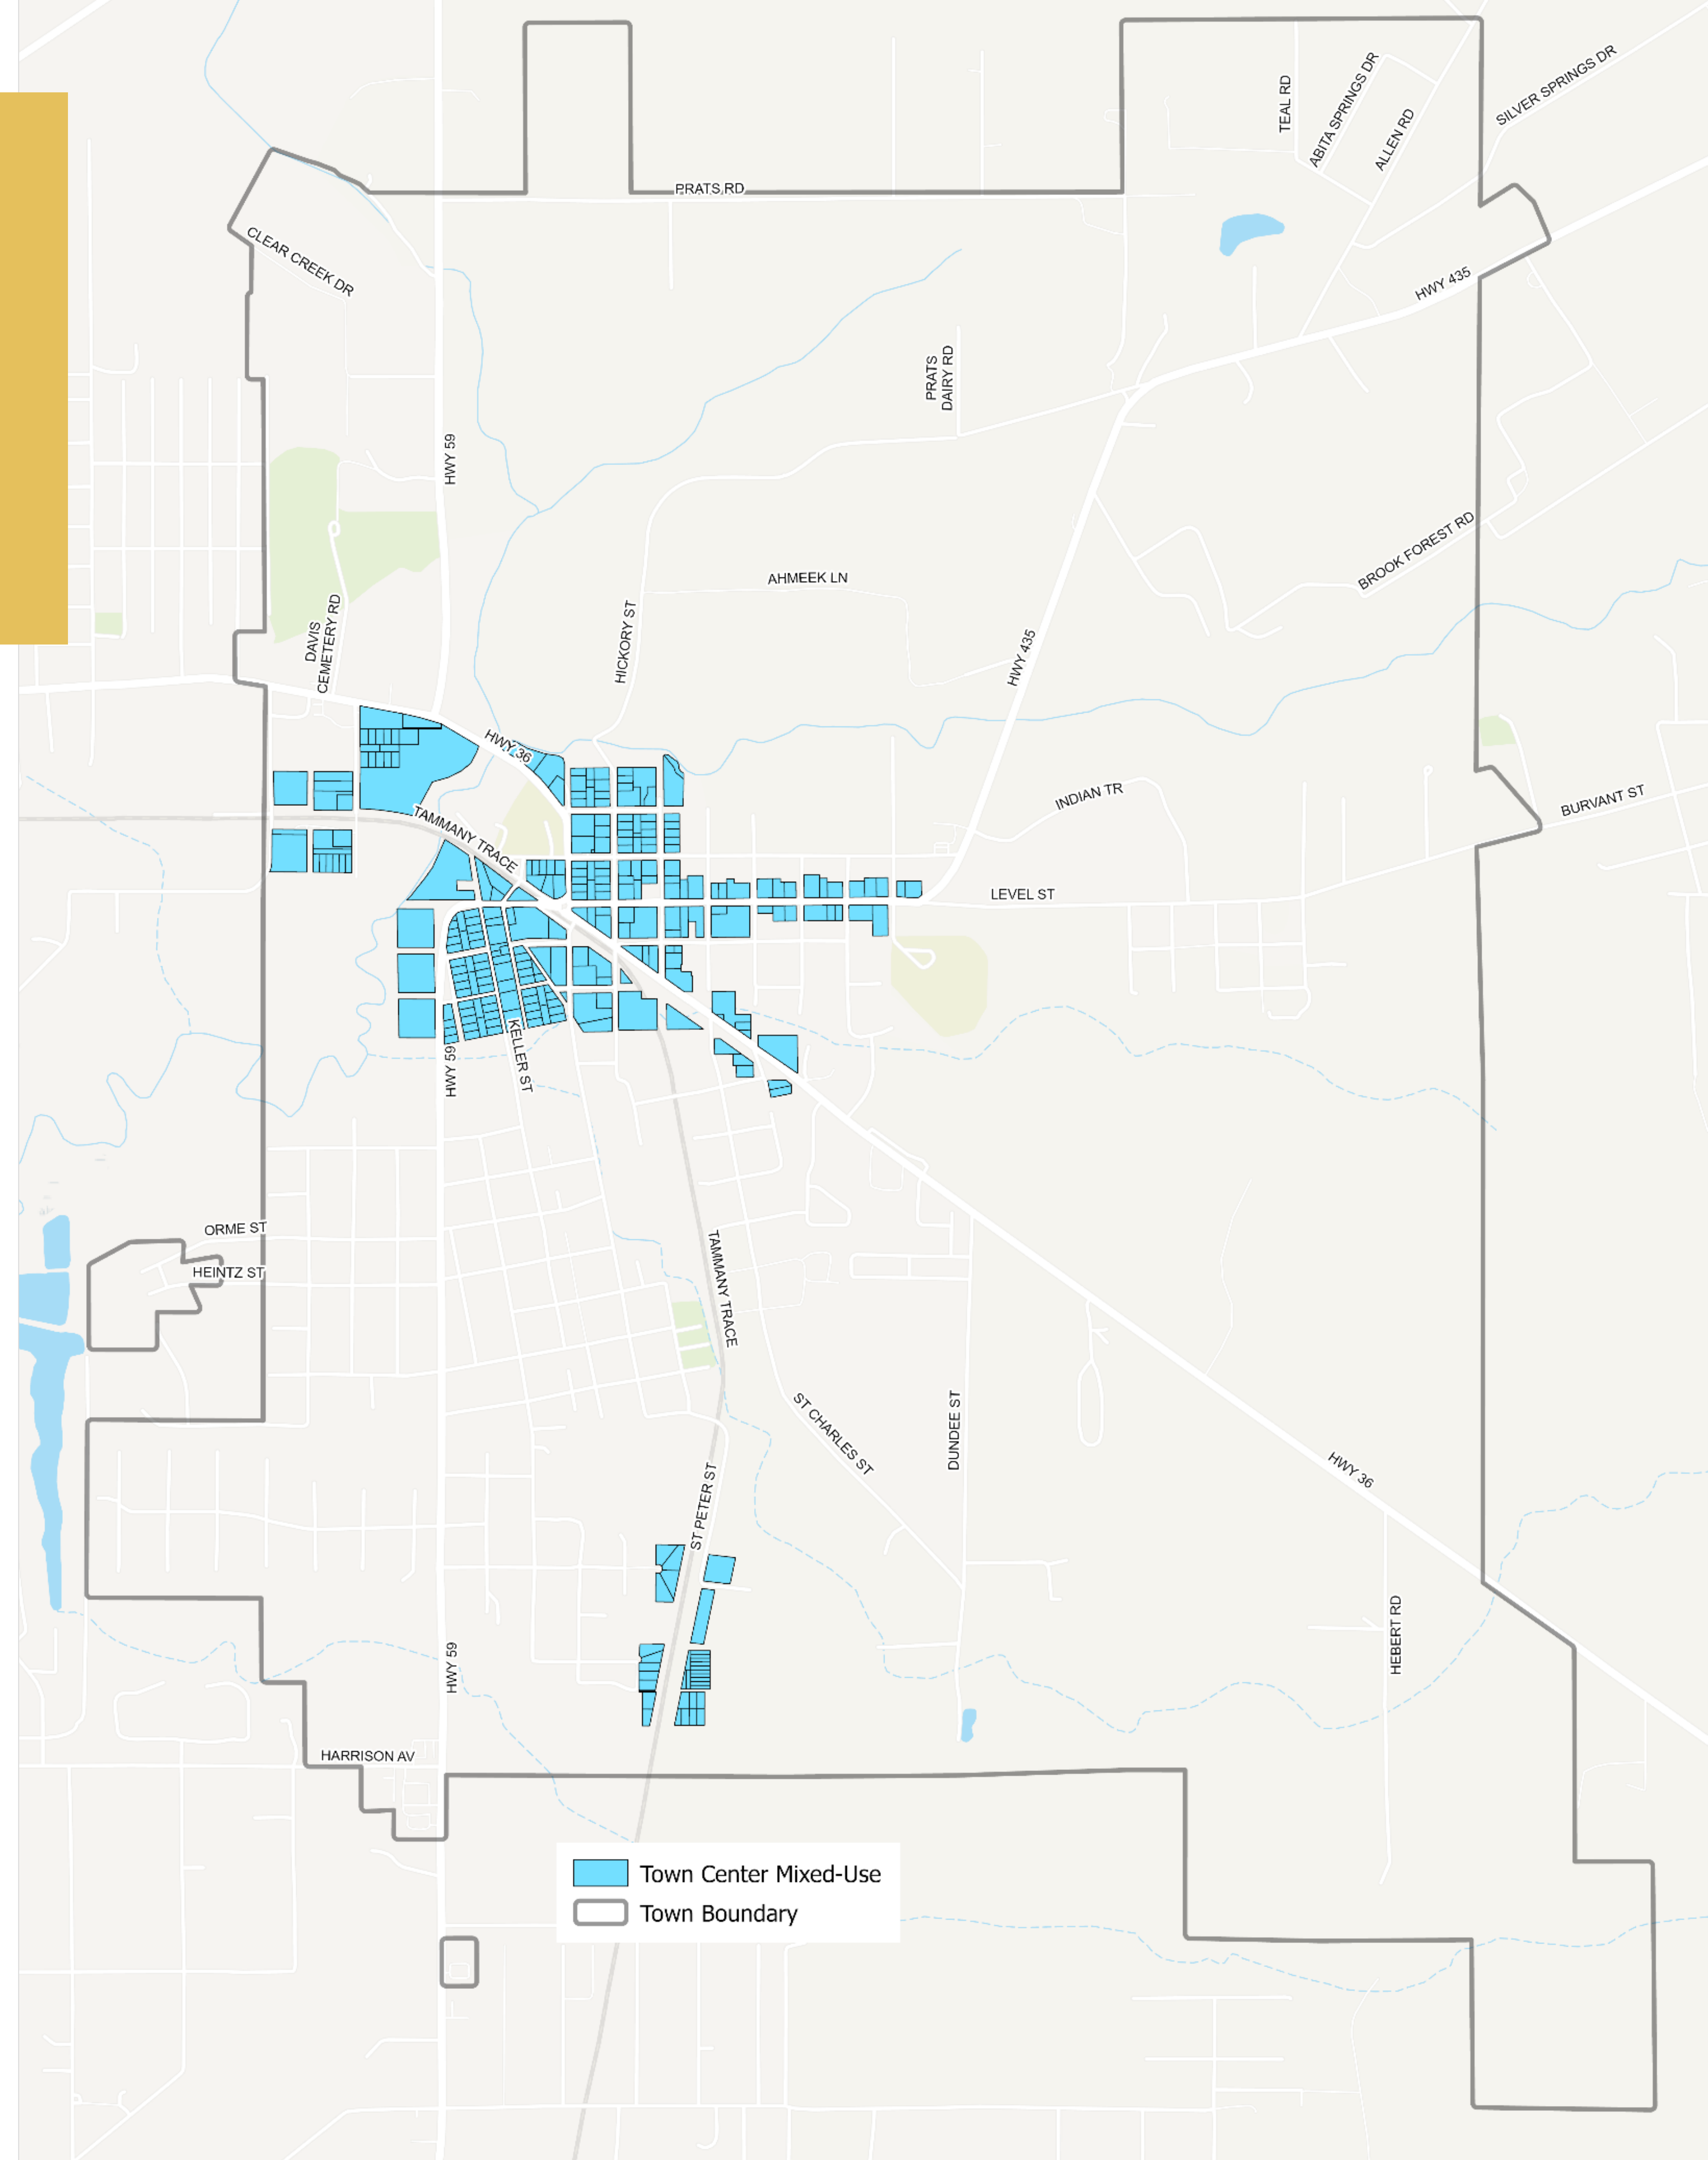 SILVER SPRINGS DR
TEAL RD
ABITA SPRINGS DR
ALLEN RD
PRATS RD
CLEAR CREEK DR
HWY 435
PRATS
DAIRY RD
HWY 59
BROOK FOREST RD
AHMEEK LN
DAVIS
CEMETERY RD
HICKORY ST
HWY 435
HWY 36
INDIAN TR
BURVANT ST
TAMMANY TRACE
LEVEL ST
KELLER ST
HWY 59
ORME ST
HEINTZ ST
TAMMANY TRACE
ST CHARLES ST
DUNDEE ST
HWY 36
ST PETER ST
HEBERT RD
HWY 59
HARRISON AV
Town Center Mixed-Use
Town Boundary